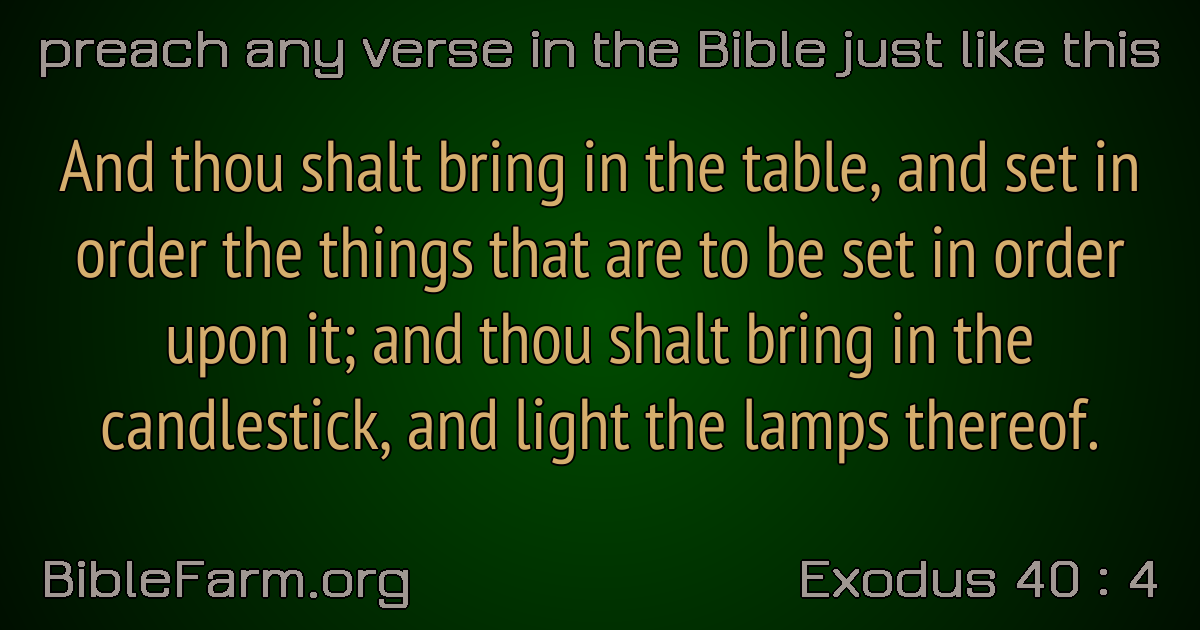 preach any verse in the Bible just like this
And thou shalt bring in the table, and set in
order the things that are to be set in order
upon it; and thou shalt bring in the
candlestick, and light the lamps thereof.
BibleFarm.org
Exodus 40 : 4